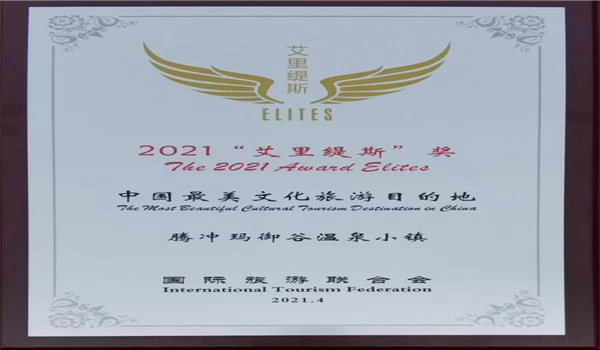 艾里缇斯
ELITES
2021 “艾里缇斯” 奖
The 2021 Award Elites
中国最美文化旅游目的地
The Most Beautiful Cultural Tourism Destination in China
腾冲玛御谷温泉小镇
国际旅游联合会
International Tourism Federation
2021.4